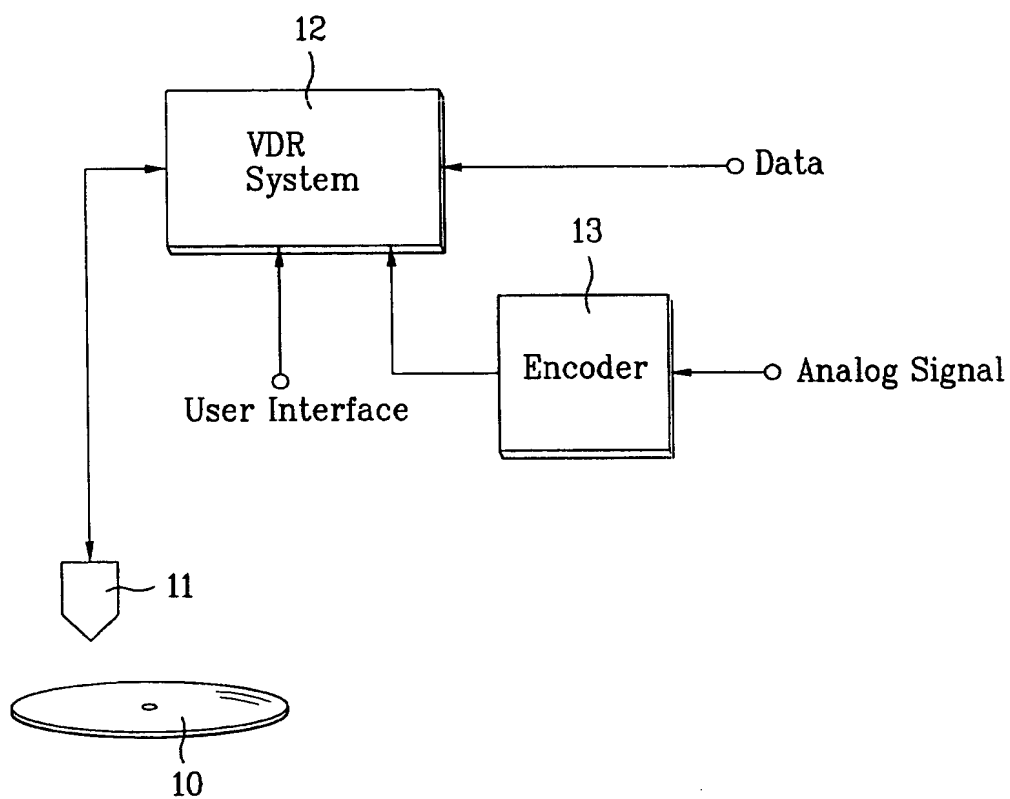 12
VDR
System
Data
13
Encoder
Analog Signal
User Interface
11
10